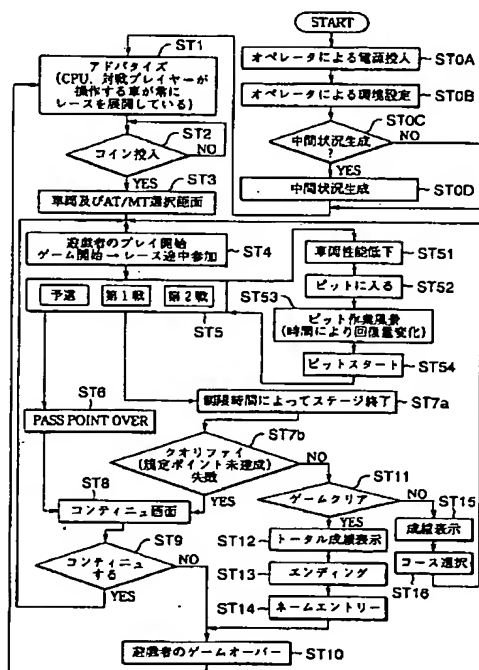 START
オペレータによる電源投入
ST0A
オペレータによる環境設定
ST0B
ST0C
中間状況生成
?
NO
YES
中間状況生成
ST0D
ST1
アドバタイズ
(CPU, 対戦プレイヤーが
操作する車が常に
レースを展開している)
ST2
コイン投入
NO
YES
ST3
車両及びAT/MT選択画面
遊戯者のプレイ開始
ゲーム開始→レース途中参加
ST4
予選
第1戦
第2戦
ST5
車両性能低下
ST51
ピットに入る
ST52
ST53
ピット作業風景
(時間により回復量変化)
ピットスタート
ST54
ST6
PASS POINT OVER
制限時間によってステージ終了
ST7a
ST7b
クオリファイ
(規定ポイント未達成)
失敗
NO
YES
ST8
コンティニュ画面
ST9
コンティニュ
する
NO
YES
ST11
ゲームクリア
NO
YES
ST15
成績表示
コース選択
ST16
ST12
トータル成績表示
ST13
エンディング
ST14
ネームエントリー
遊戯者のゲームオーバー
ST10